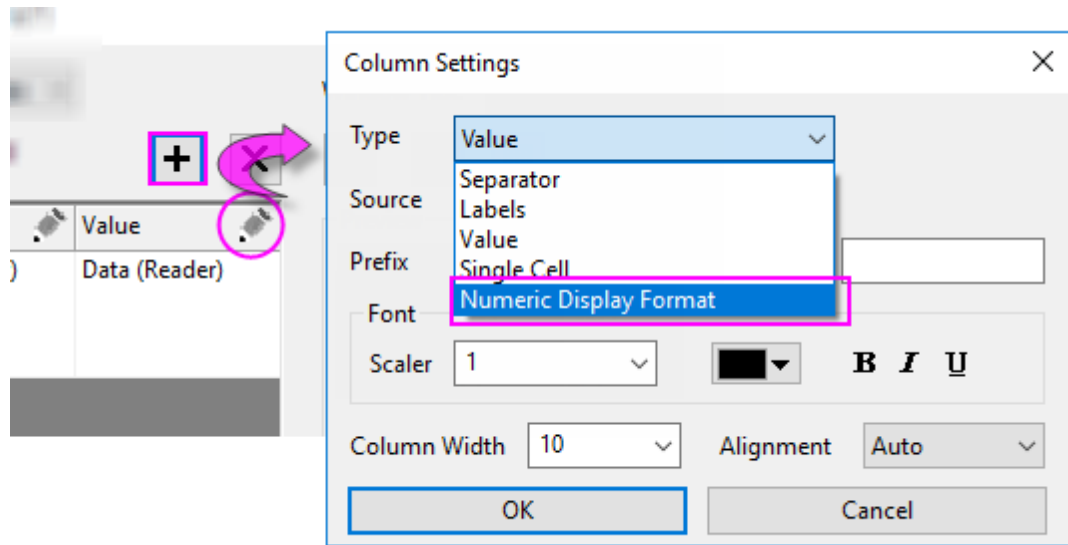 Column Settings
Type
Value
Separator
Labels
Value
Single Cell
Numeric Display Format
Source
Prefix
Font
Scaler
1
B I U
Column Width
10
Alignment
Auto
OK
Cancel
Value
)
Data (Reader)